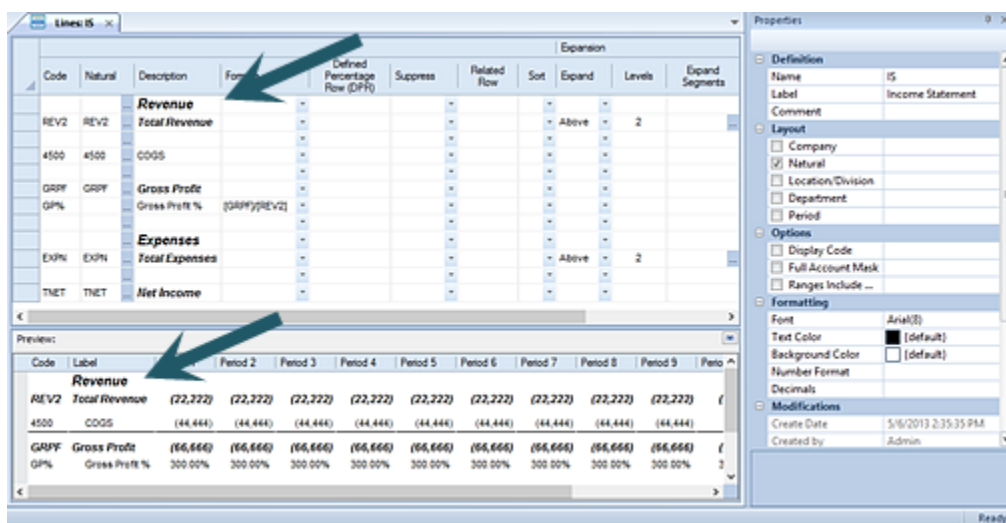 Lines: IS ×
Properties
Expansion
Code Natural Description Defined Percentage Row (DPR) Suppress Related Row Sort Expand Levels Expand Segments
Revenue
REV2 REV2 ... Total Revenue Above 2 ...
4500 4500 ... COGS
GRPF GRPF ... Gross Profit
GP% ... Gross Profit % [GRPF]/[REV2]
Expenses
EXPN EXPN ... Total Expenses Above 2 ...
TNET TNET ... Net Income
Preview:
Code Label Period 2 Period 3 Period 4 Period 5 Period 6 Period 7 Period 8 Period 9 Perio
Revenue
REV2 Total Revenue (22,222) (22,222) (22,222) (22,222) (22,222) (22,222) (22,222) (22,222) (22,222) (
4500 COGS (44,444) (44,444) (44,444) (44,444) (44,444) (44,444) (44,444) (44,444) (44,444)
GRPF Gross Profit (66,666) (66,666) (66,666) (66,666) (66,666) (66,666) (66,666) (66,666) (66,666) (
GP% Gross Profit % 300.00% 300.00% 300.00% 300.00% 300.00% 300.00% 300.00% 300.00% 300.00% 3
Definition
Name IS
Label Income Statement
Comment
Layout
Company
Natural
Location/Division
Department
Period
Options
Display Code
Full Account Mask
Ranges Include ...
Formatting
Font Arial(8)
Text Color (default)
Background Color (default)
Number Format
Decimals
Modifications
Create Date 5/6/2013 2:35:35 PM
Created by Admin
Ready